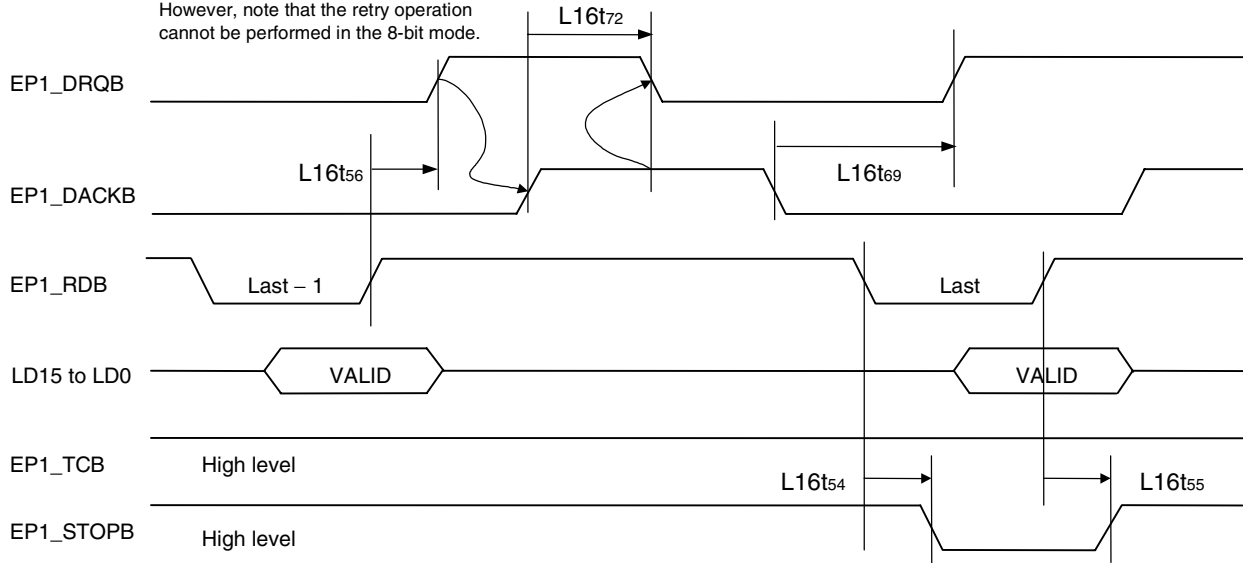 However, note that the retry operation
cannot be performed in the 8-bit mode.
L16t72
EP1_DRQB
L16t56
L16t69
EP1_DACKB
EP1_RDB
Last – 1
Last
LD15 to LD0
VALID
VALID
EP1_TCB
High level
L16t54
L16t55
EP1_STOPB
High level